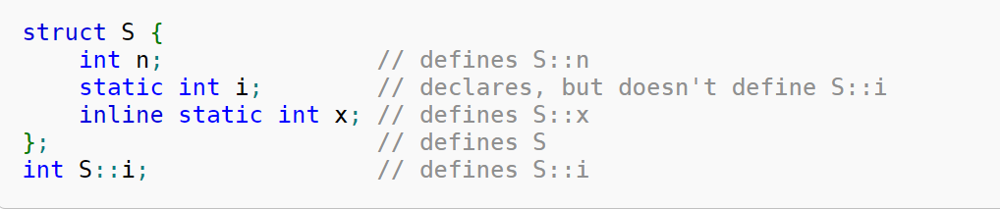 struct S {
    int n;               // defines S::n
    static int i;        // declares, but doesn't define S::i
    inline static int x; // defines S::x
};                       // defines S
int S::i;                // defines S::i